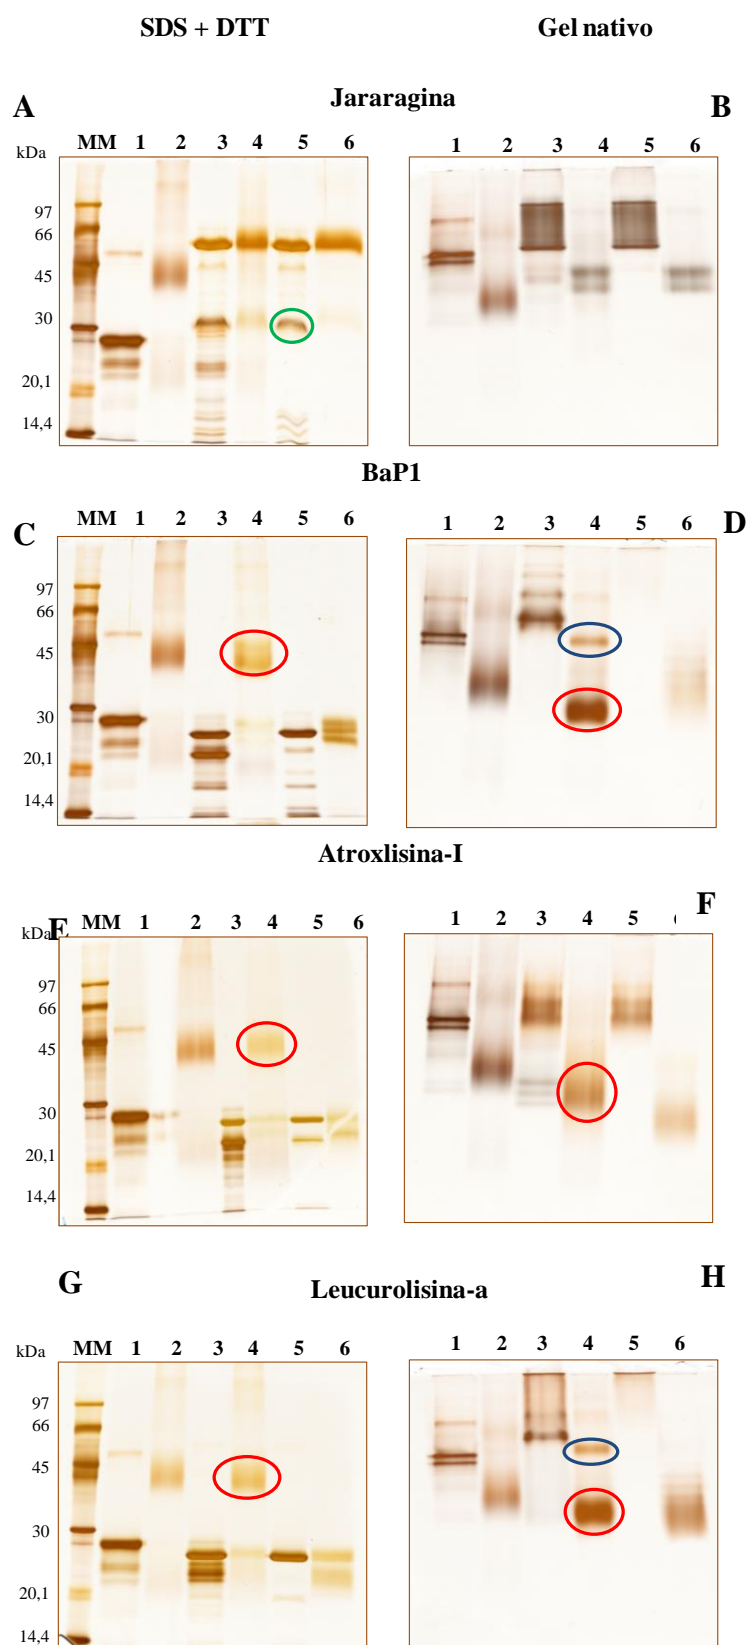 SDS + DTT Gel nativo
Jararagina
A B
MM 1 2 3 4 5 6 1 2 3 4 5 6
kDa
97
66
45
30
20,1
14,4
BaP1
C D
MM 1 2 3 4 5 6 1 2 3 4 5 6
97
66
45
30
20,1
14,4
Atroxlisina-I
E F
MM 1 2 3 4 5 6 1 2 3 4 5
kDa
97
66
45
30
20,1
14,4
G H
Leucurolisina-a
kDa MM 1 2 3 4 5 6 1 2 3 4 5 6
97
66
45
30
20,1
14,4